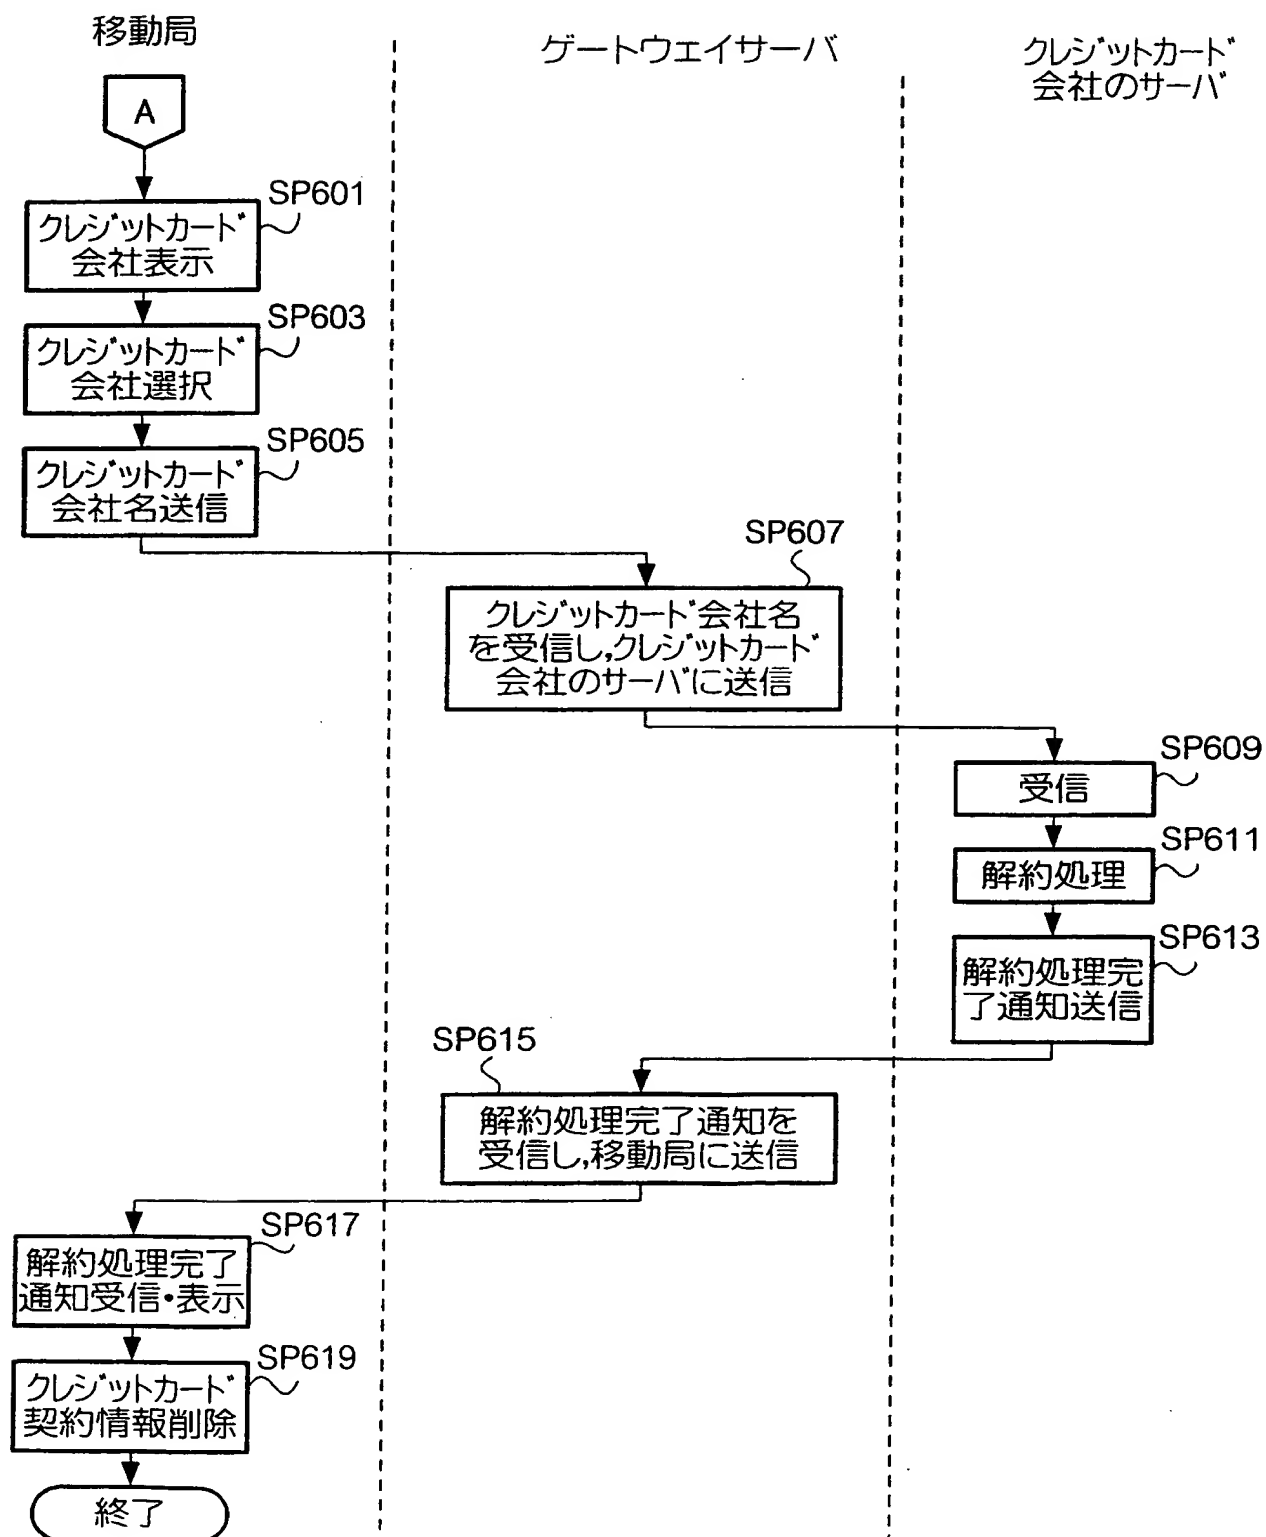 移動局
ゲートウェイサーバ
クレジットカード
会社のサーバ
A
SP601
クレジットカード
会社表示
SP603
クレジットカード
会社選択
SP605
クレジットカード
会社名送信
SP607
クレジットカード会社名
を受信し,クレジットカード
会社のサーバに送信
SP609
受信
SP611
解約処理
SP613
解約処理完
了通知送信
SP615
解約処理完了通知を
受信し,移動局に送信
SP617
解約処理完了
通知受信・表示
SP619
クレジットカード
契約情報削除
終了